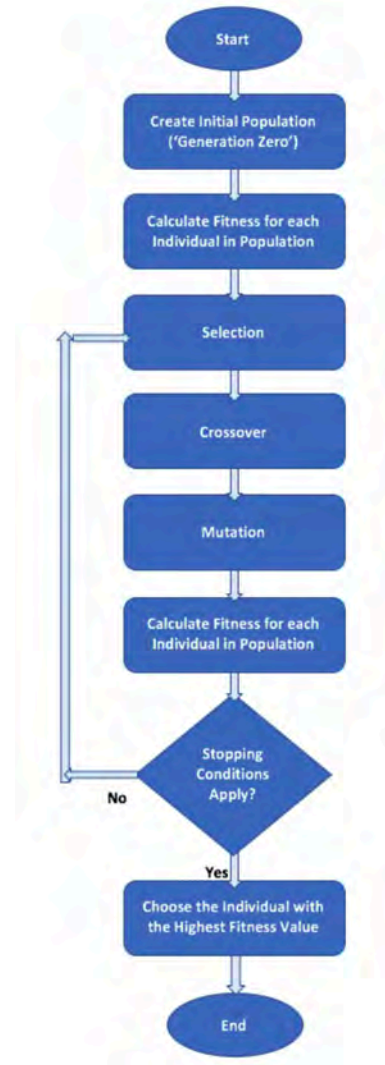 Start
Create Initial Population
('Generation Zero')
Calculate Fitness for each
Individual in Population
Selection
Crossover
Mutation
Calculate Fitness for each
Individual in Population
Stopping
Conditions
Apply?
No
Yes
Choose the Individual with
the Highest Fitness Value
End